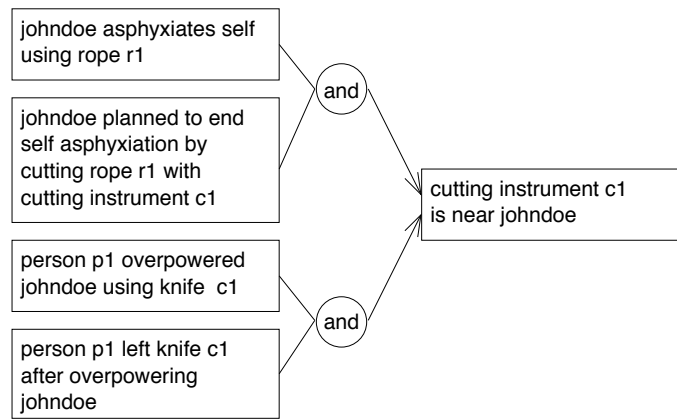 johndoe asphyxiates self
using rope r1
and
johndoe planned to end
self asphyxiation by
cutting rope r1 with
cutting instrument c1
cutting instrument c1
is near johndoe
person p1 overpowered
johndoe using knife c1
and
person p1 left knife c1
after overpowering
johndoe